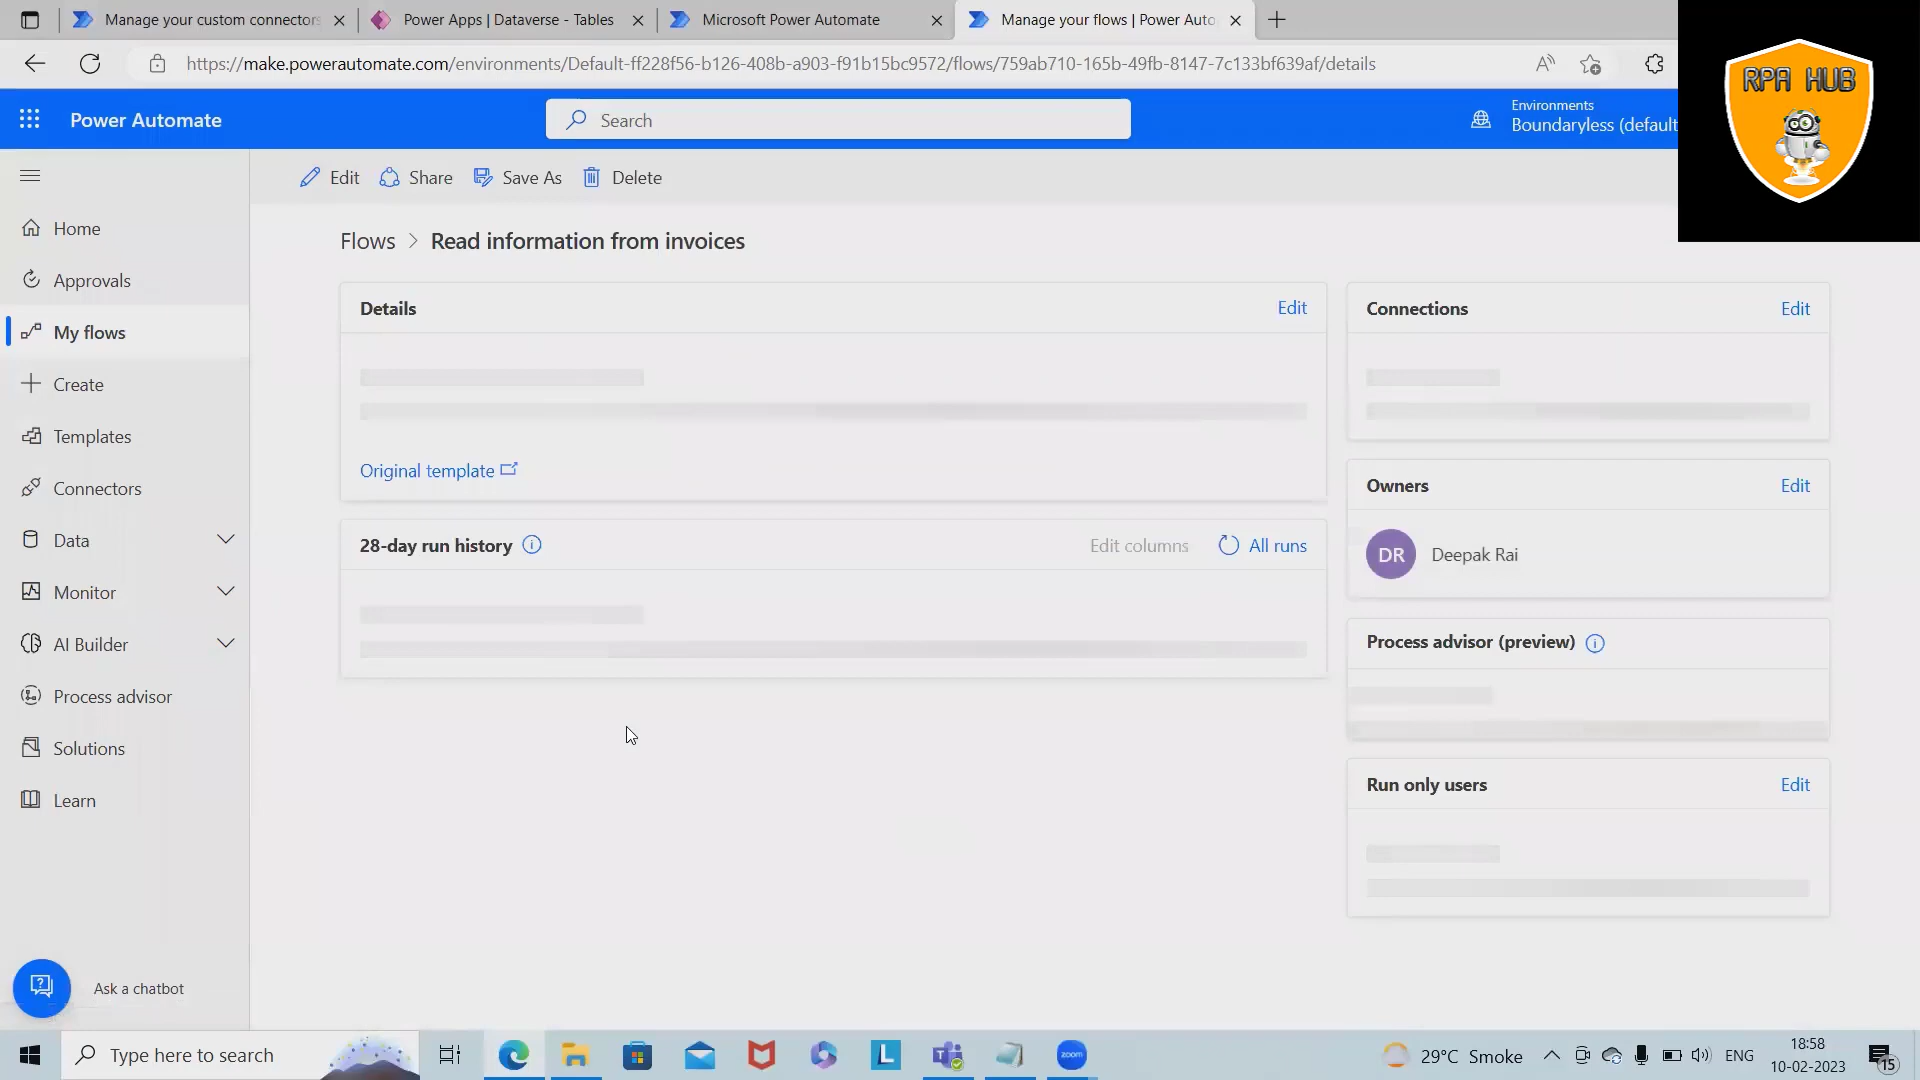 Manage your custom connectors
Power Apps | Dataverse - Tables
Microsoft Power Automate
Manage your flows | Power Auto
https://make.powerautomate.com/environments/Default-ff228f56-b126-408b-a903-f91b15bc9572/flows/759ab710-165b-49fb-8147-7c133bf639af/details
RPA HUB
Power Automate
Search
Environments
Boundaryless (default
Edit
Share
Save As
Delete
Home
Approvals
My flows
Create
Templates
Connectors
Data
Monitor
AI Builder
Process advisor
Solutions
Learn
Ask a chatbot
Flows > Read information from invoices
Details
Edit
Original template
28-day run history
Edit columns
All runs
Connections
Edit
Owners
Edit
DR
Deepak Rai
Process advisor (preview)
Run only users
Edit
Type here to search
L
zoom
29°C Smoke
ENG
18:58
10-02-2023
15